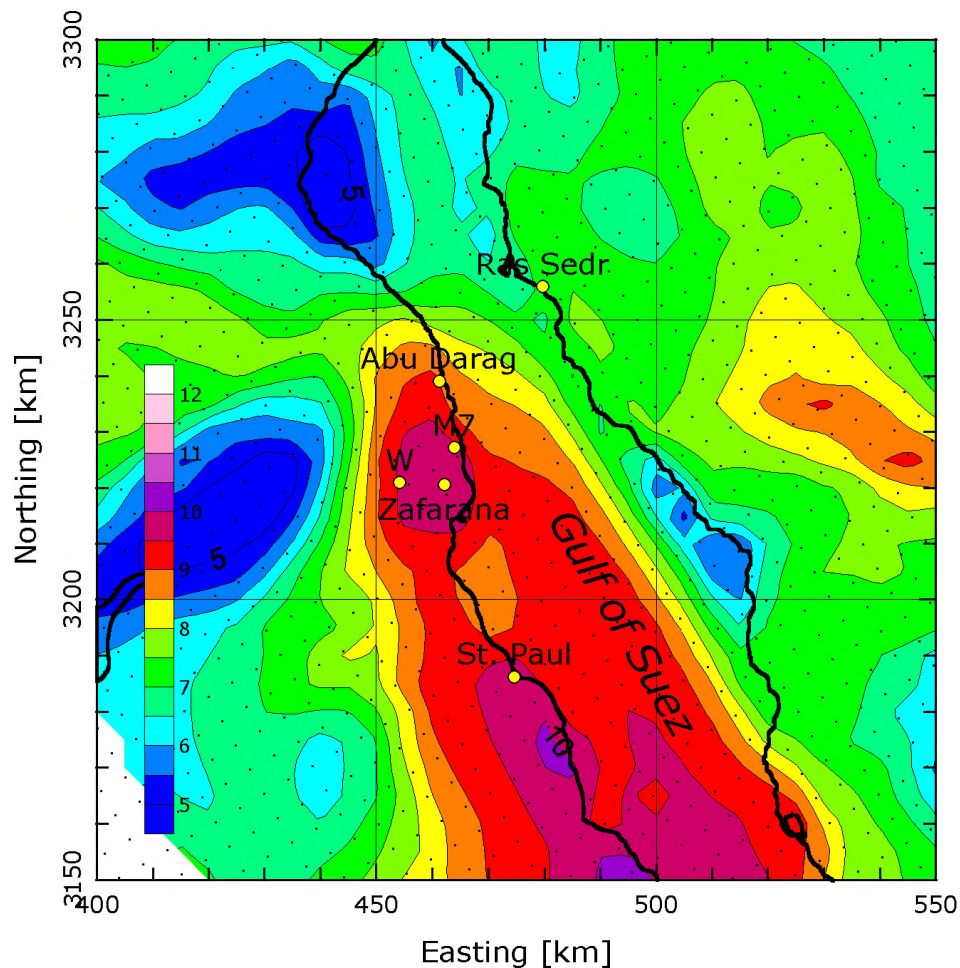 3300
5
Ras Sedr
3250
Abu Darag
M7
W
Zafarana
Gulf of Suez
St. Paul
10
5
12
11
10
9
8
7
6
5
3200
3150
400
450
500
550
Northing [km]
Easting [km]